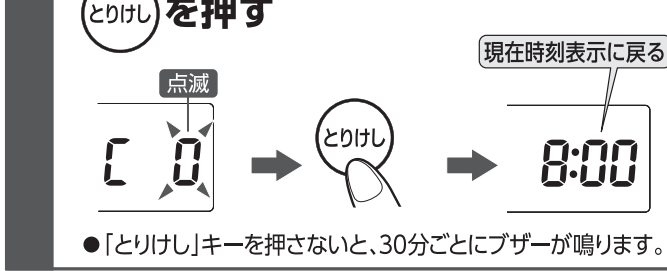 とりけし を押す
現在時刻表示に戻る
点滅
C 0
とりけし
8:00
●「とりけし」キーを押さないと、30分ごとにブザーが鳴ります。